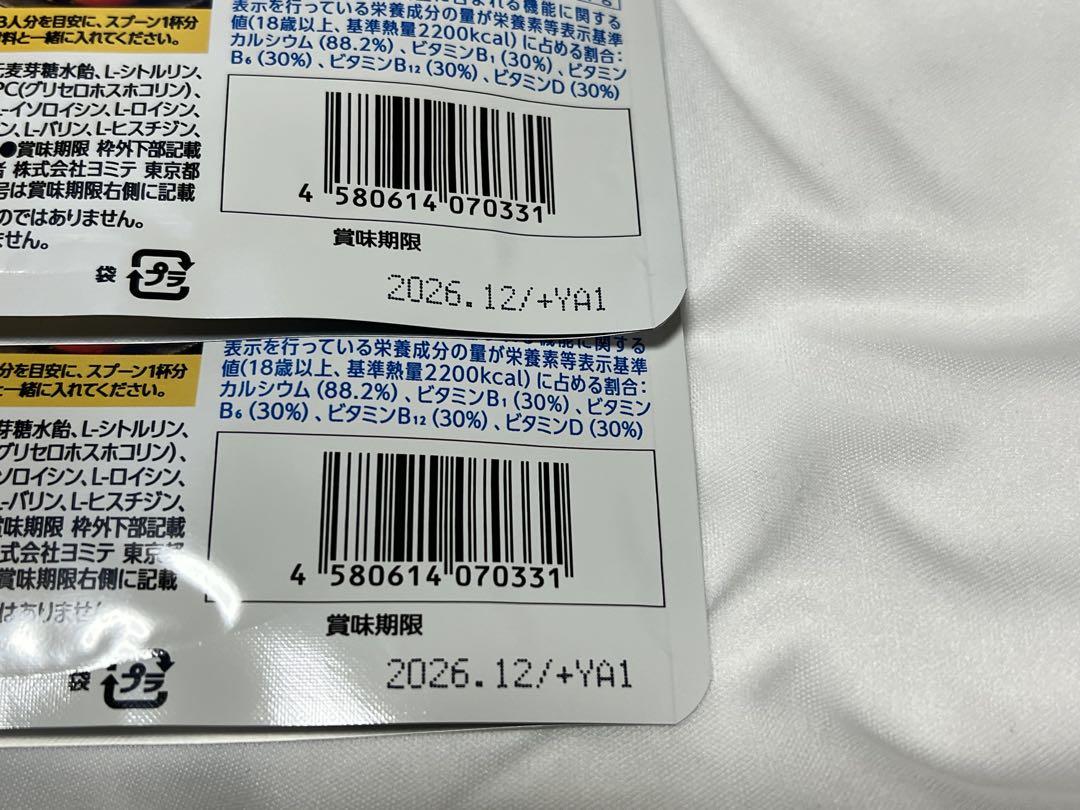 表示を行っている栄養成分の量が栄養素等表示基準
値(18歳以上、基準熱量2200kcal)に占める割合:
カルシウム(88.2%)、ビタミンB₁(30%)、ビタミン
B₆(30%)、ビタミンB₁₂(30%)、ビタミンD(30%)
3人分を目安に、スプーン1杯分
料と一緒に入れてください。
元麦芽糖水飴、L-シトルリン、
PC(グリセロホスホコリン)、
-イソロイシン、L-ロイシン、
ン、L-バリン、L-ヒスチジン、
●賞味期限 枠外下部記載
者 株式会社ヨミテ 東京都
号は賞味期限右側に記載
のではありません。
ません。
袋 プラ
4 580614 070331
賞味期限
2026.12/+YA1
表示を行っている栄養成分の量が栄養素等表示基準
値(18歳以上、基準熱量2200kcal)に占める割合:
カルシウム(88.2%)、ビタミンB₁(30%)、ビタミン
B₆(30%)、ビタミンB₁₂(30%)、ビタミンD(30%)
分を目安に、スプーン1杯分
と一緒に入れてください。
芽糖水飴、L-シトルリン、
グリセロホスホコリン)、
ソロイシン、L-ロイシン、
L-バリン、L-ヒスチジン、
賞味期限 枠外下部記載
式会社ヨミテ 東京都
賞味期限右側に記載
はありません
袋 プラ
4 580614 070331
賞味期限
2026.12/+YA1